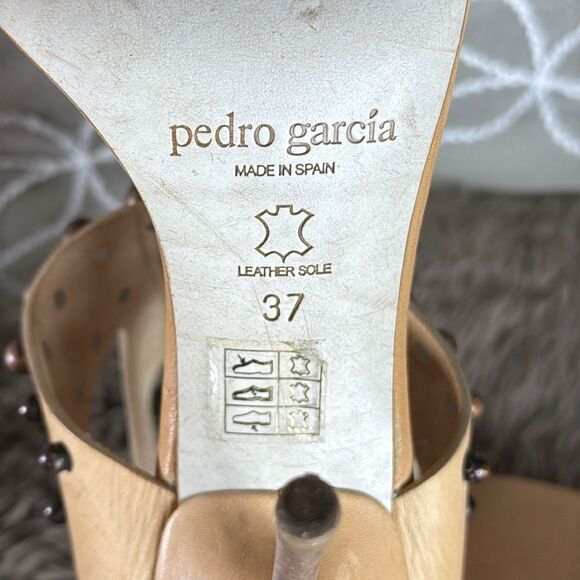 pedro garcía
MADE IN SPAIN
LEATHER SOLE
37